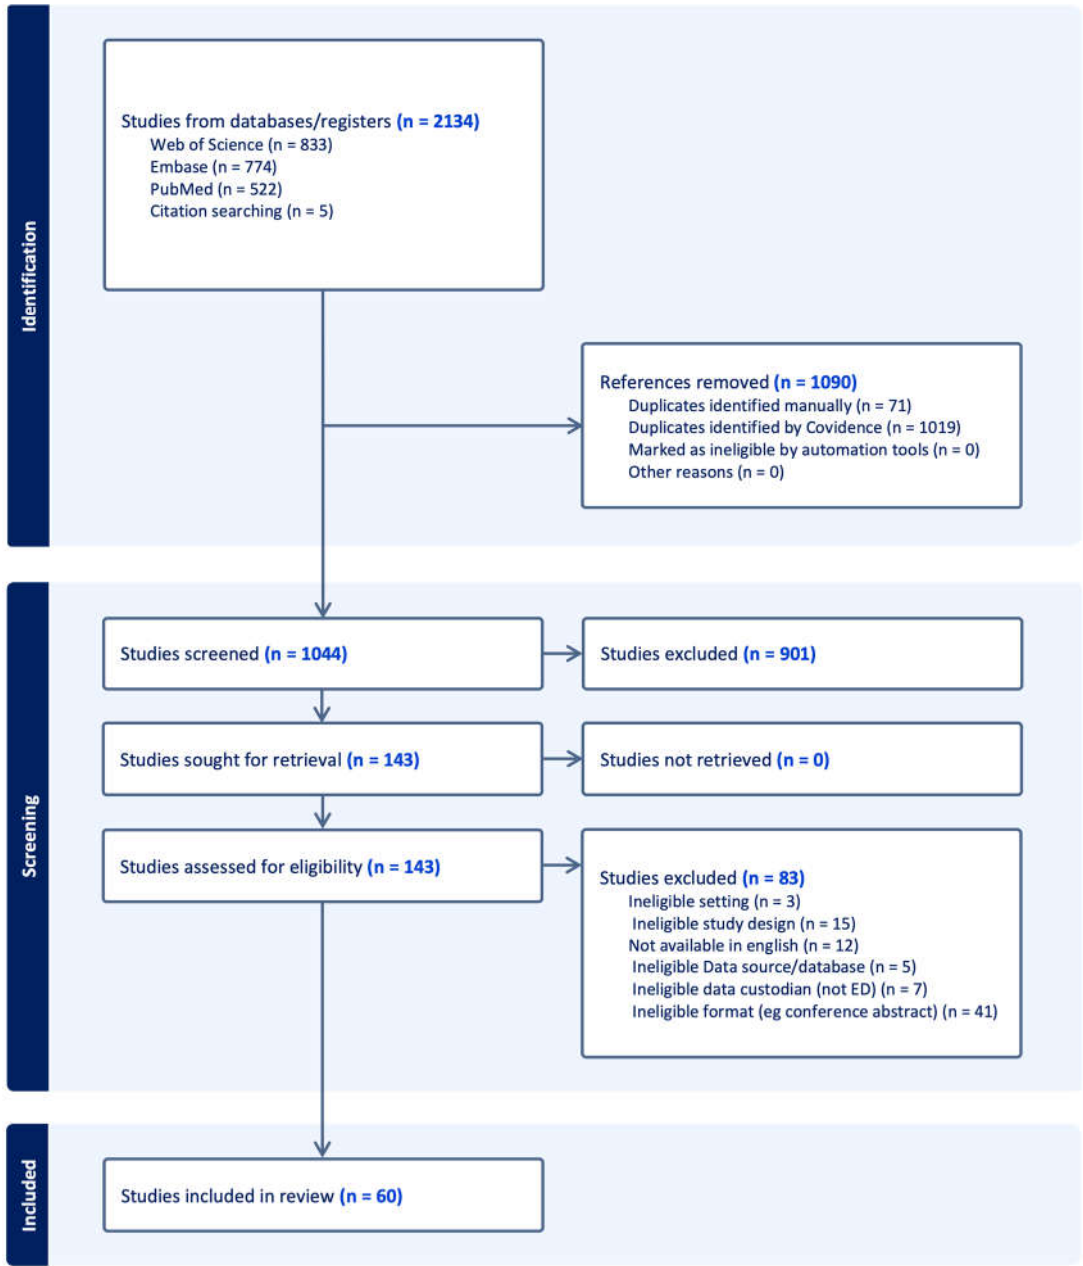 Identification
Studies from databases/registers (n = 2134)
Web of Science (n = 833)
Embase (n = 774)
PubMed (n = 522)
Citation searching (n = 5)
References removed (n = 1090)
Duplicates identified manually (n = 71)
Duplicates identified by Covidence (n = 1019)
Marked as ineligible by automation tools (n = 0)
Other reasons (n = 0)
Screening
Studies screened (n = 1044)
Studies excluded (n = 901)
Studies sought for retrieval (n = 143)
Studies not retrieved (n = 0)
Studies assessed for eligibility (n = 143)
Studies excluded (n = 83)
Ineligible setting (n = 3)
Ineligible study design (n = 15)
Not available in english (n = 12)
Ineligible Data source/database (n = 5)
Ineligible data custodian (not ED) (n = 7)
Ineligible format (eg conference abstract) (n = 41)
Included
Studies included in review (n = 60)